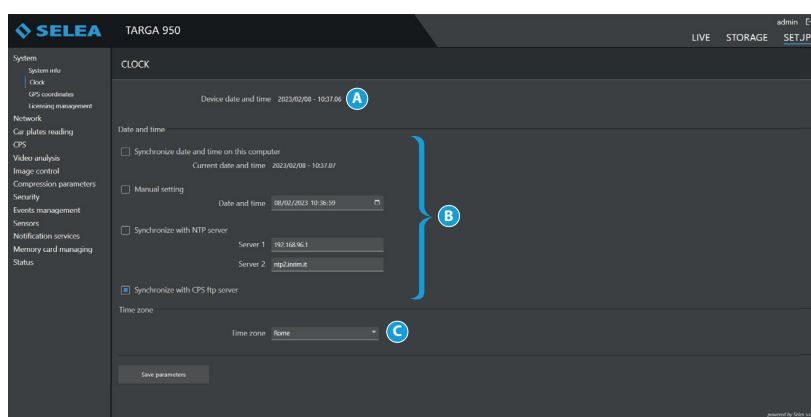 SELEA
TARGA 950
admin
LIVE STORAGE SETUP
System
System info
Clock
GPS coordinates
Licensing management
Network
Car plates reading
CPS
Video analysis
Image control
Compression parameters
Security
Events management
Sensors
Notification services
Memory card managing
Status
CLOCK
Device date and time 2023/02/08 - 10:37.06 A
Date and time
Synchronize date and time on this computer
Current date and time 2023/02/08 - 10:37.07
Manual setting
Date and time 08/02/2023 10:36:59
B
Synchronize with NTP server
Server 1 192.168.96.1
Server 2 ntp2.inrim.it
Synchronize with CPS ftp server
Time zone
Time zone Rome C
Save parameters
powered by Selea